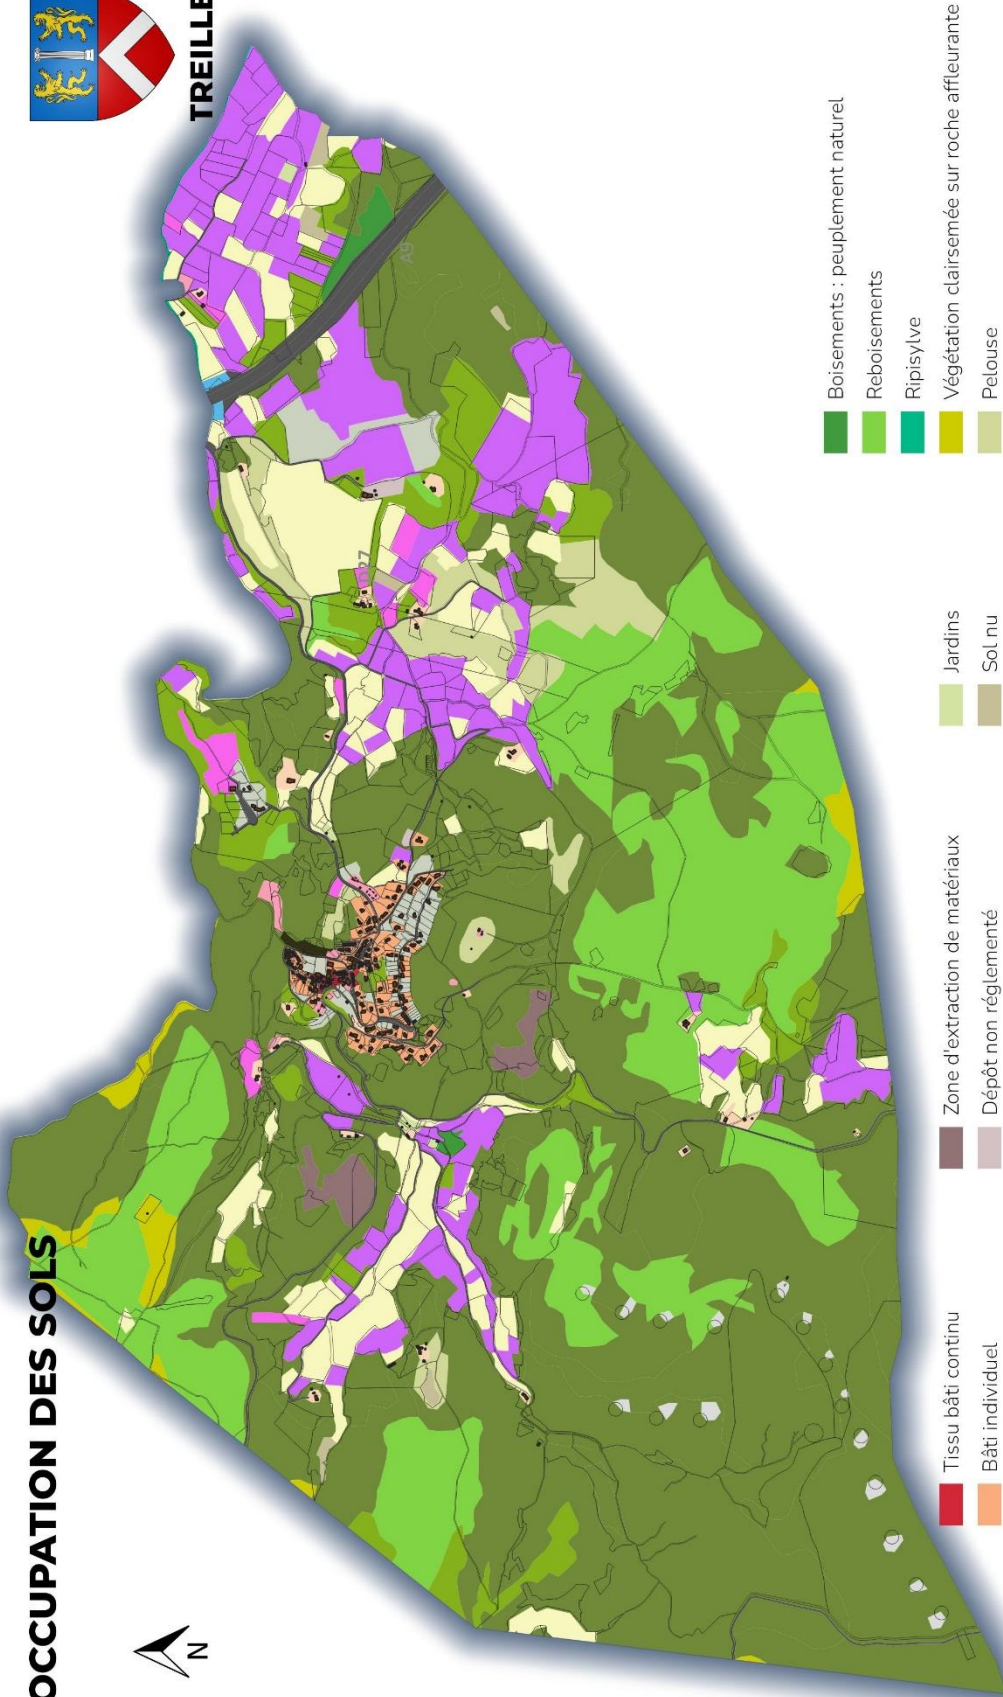 OCCUPATION DES SOLS
TREILLE
N
A9
Tissu bâti continu
Bâti individuel
Zone d'extraction de matériaux
Dépôt non réglementé
Jardins
Sol nu
Boisements : peuplement naturel
Reboisements
Ripisylve
Végétation clairsemée sur roche affleurante
Pelouse